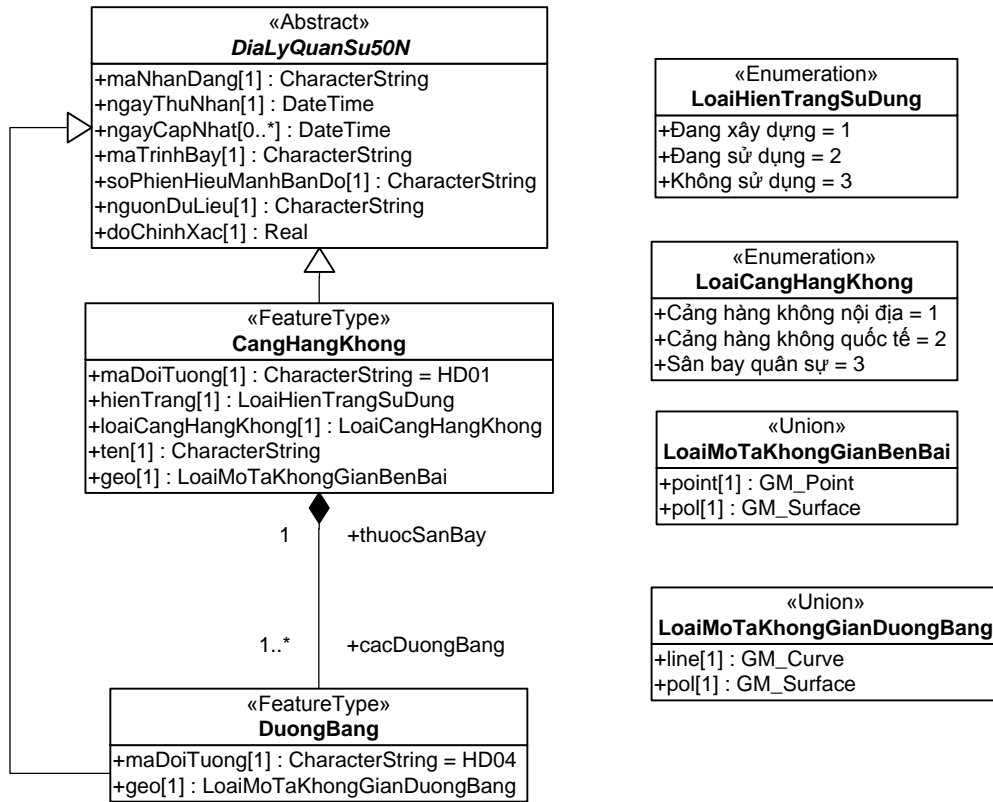 «Abstract»
DiaLyQuanSu50N
+maNhanDang[1] : CharacterString
+ngayThuNhan[1] : DateTime
+ngayCapNhat[0..*] : DateTime
+maTrinhBay[1] : CharacterString
+soPhienHieuManhBanDo[1] : CharacterString
+nguonDuLieu[1] : CharacterString
+doChinhXac[1] : Real
«FeatureType»
CangHangKhong
+maDoiTuong[1] : CharacterString = HD01
+hienTrang[1] : LoaiHienTrangSuDung
+loaiCangHangKhong[1] : LoaiCangHangKhong
+ten[1] : CharacterString
+geo[1] : LoaiMoTaKhongGianBenBai
1 +thuocSanBay
1..* +cacDuongBang
«FeatureType»
DuongBang
+maDoiTuong[1] : CharacterString = HD04
+geo[1] : LoaiMoTaKhongGianDuongBang
«Enumeration»
LoaiHienTrangSuDung
+Đang xây dựng = 1
+Đang sử dụng = 2
+Không sử dụng = 3
«Enumeration»
LoaiCangHangKhong
+Cảng hàng không nội địa = 1
+Cảng hàng không quốc tế = 2
+Sân bay quân sự = 3
«Union»
LoaiMoTaKhongGianBenBai
+point[1] : GM_Point
+pol[1] : GM_Surface
«Union»
LoaiMoTaKhongGianDuongBang
+line[1] : GM_Curve
+pol[1] : GM_Surface